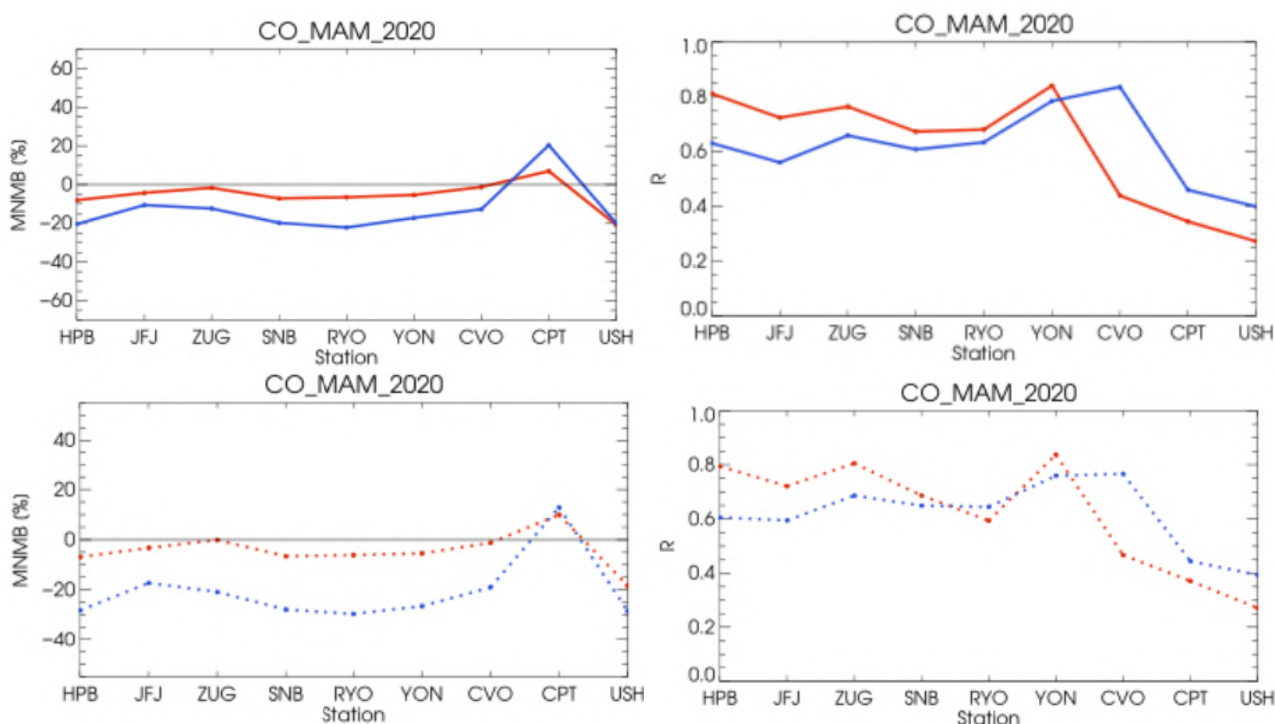 CO_MAM_2020
MNMB (%)
60
40
20
0
−20
−40
−60
HPB JFJ ZUG SNB RYO YON CVO CPT USH
Station
CO_MAM_2020
R
1.0
0.8
0.6
0.4
0.2
0.0
HPB JFJ ZUG SNB RYO YON CVO CPT USH
Station
CO_MAM_2020
MNMB (%)
40
20
0
−20
−40
HPB JFJ ZUG SNB RYO YON CVO CPT USH
Station
CO_MAM_2020
R
1.0
0.8
0.6
0.4
0.2
0.0
HPB JFJ ZUG SNB RYO YON CVO CPT USH
Station